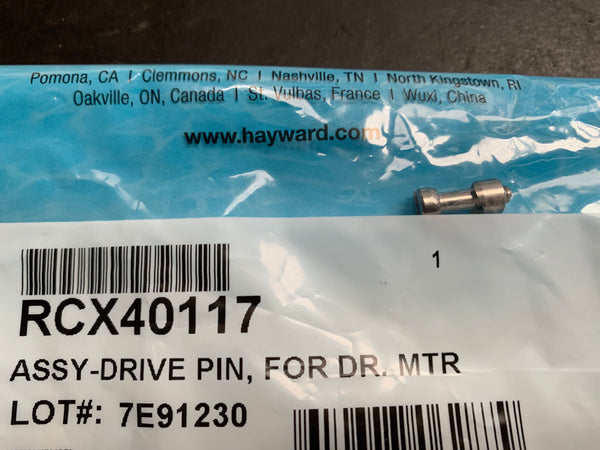 Pomona, CA | Clemmons, NC | Nashville, TN | North Kingstown, RI
Oakville, ON, Canada | St. Vulbas, France | Wuxi, China
www.hayward.com
1
RCX40117
ASSY-DRIVE PIN, FOR DR. MTR
LOT#: 7E91230